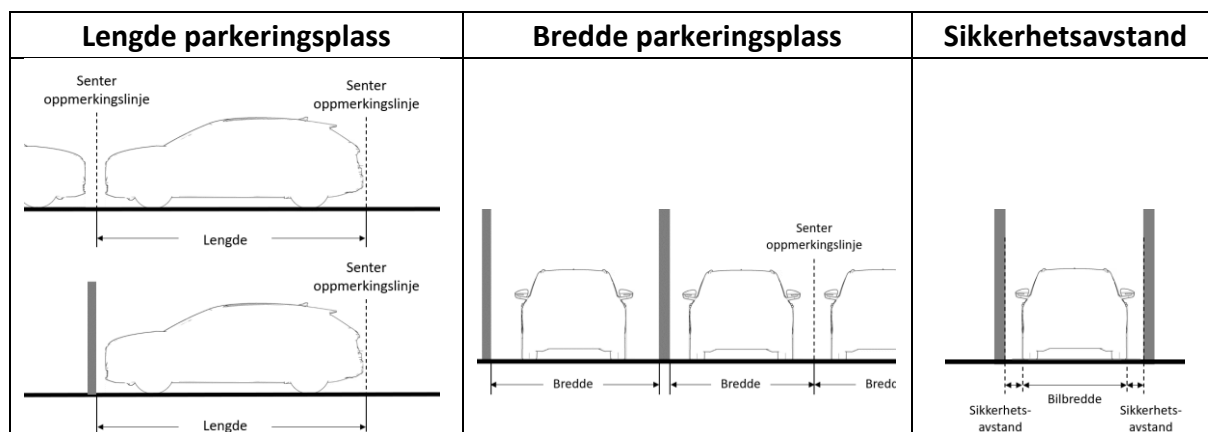 Lengde parkeringsplass
Bredde parkeringsplass
Sikkerhetsavstand
Senter
oppmerkingslinje
Senter
oppmerkingslinje
Lengde
Senter
oppmerkingslinje
Lengde
Senter
oppmerkingslinje
Bredde
Bredde
Bredd
Bilbredde
Sikkerhets-
avstand
Sikkerhets-
avstand